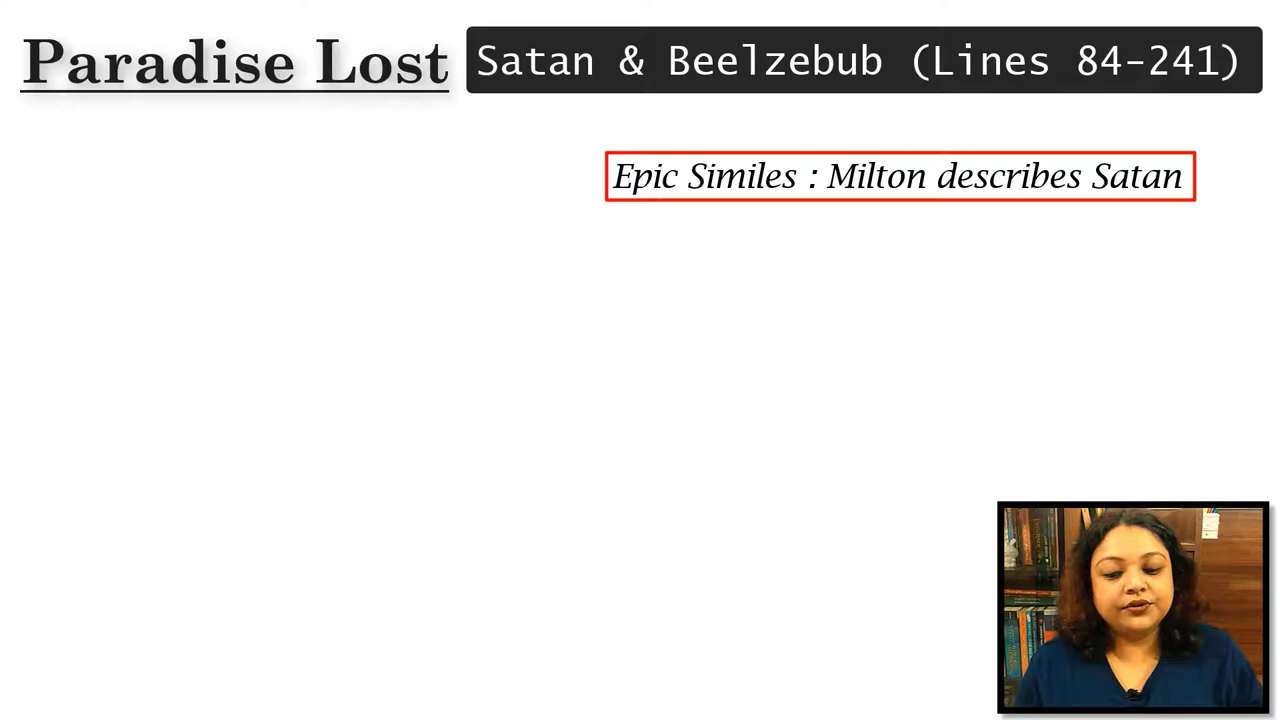 Paradise Lost Satan & Beelzebub (Lines 84-241)
Epic Similes : Milton describes Satan